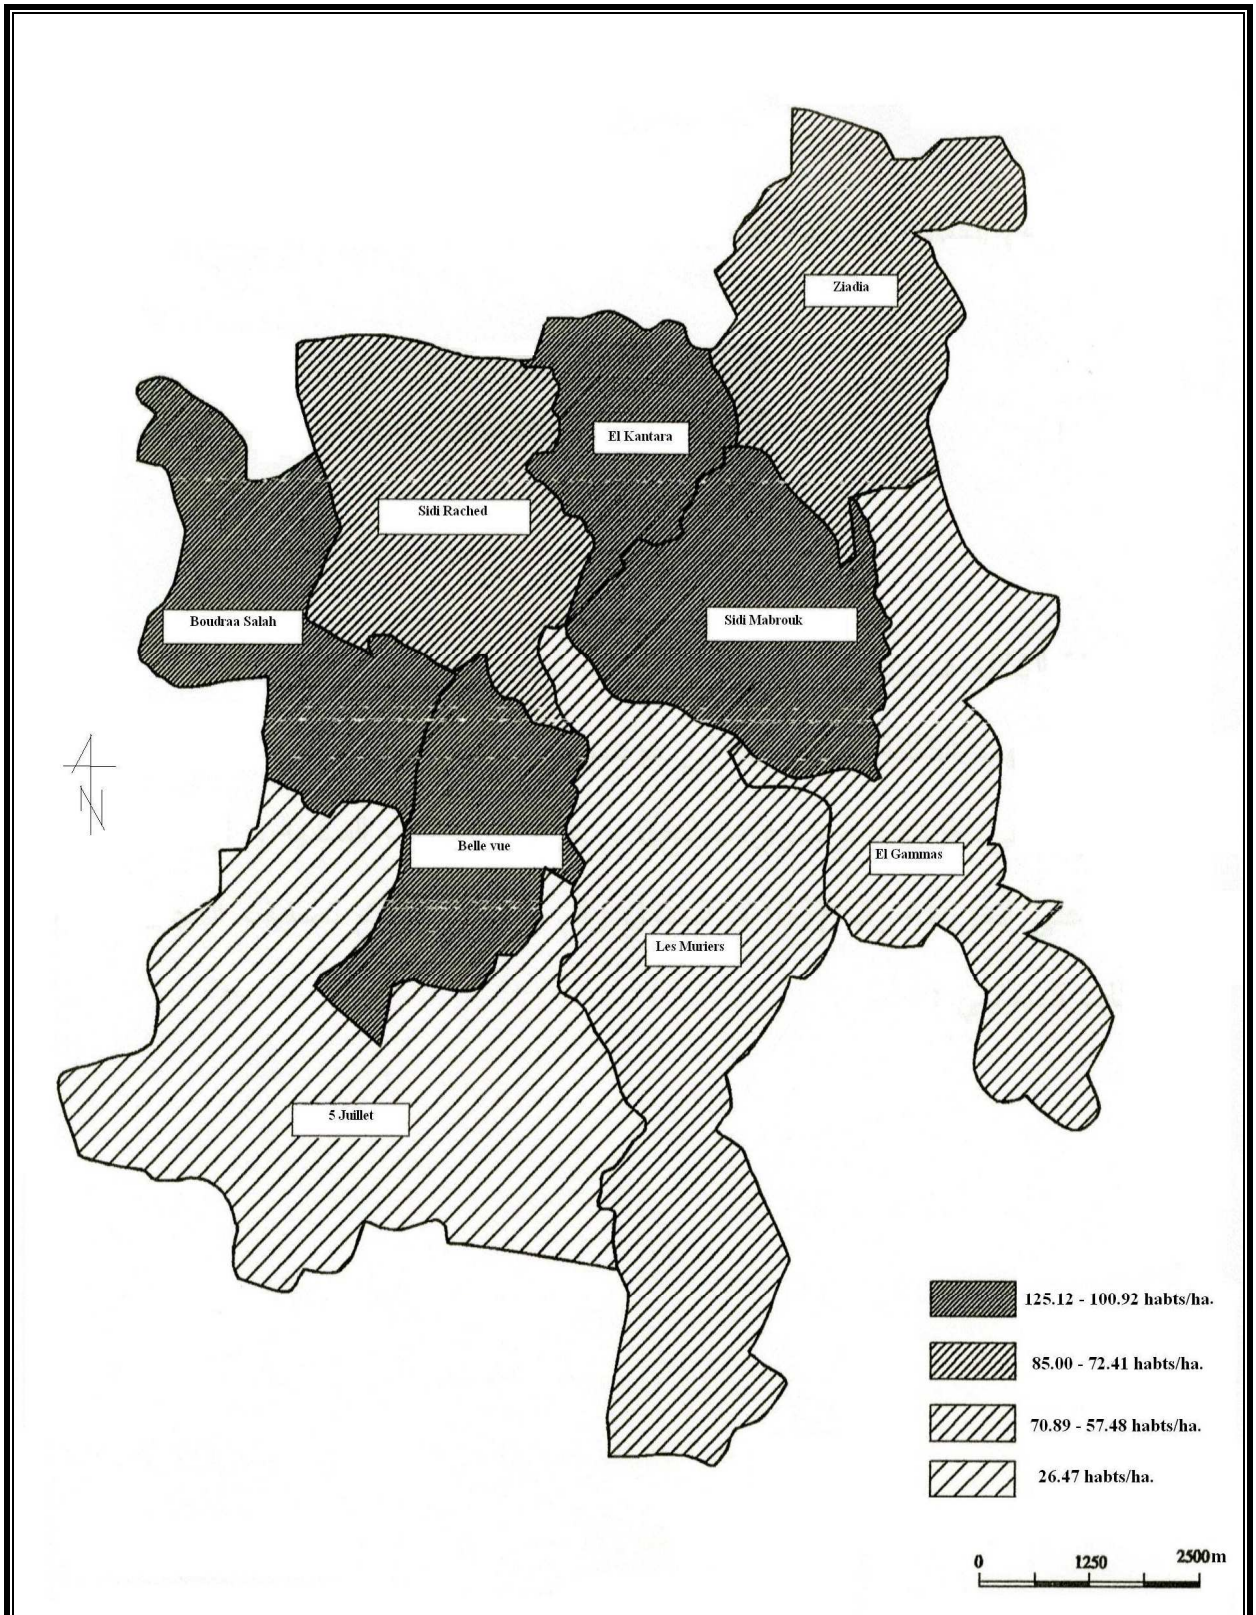 Ziadia
El Kantara
Sidi Rached
Boudraa Salah
Sidi Mabrouk
N
Belle vue
El Gammas
Les Muriers
5 Juillet
125.12 - 100.92 habts/ha.
85.00 - 72.41 habts/ha.
70.89 - 57.48 habts/ha.
26.47 habts/ha.
0 1250 2500m